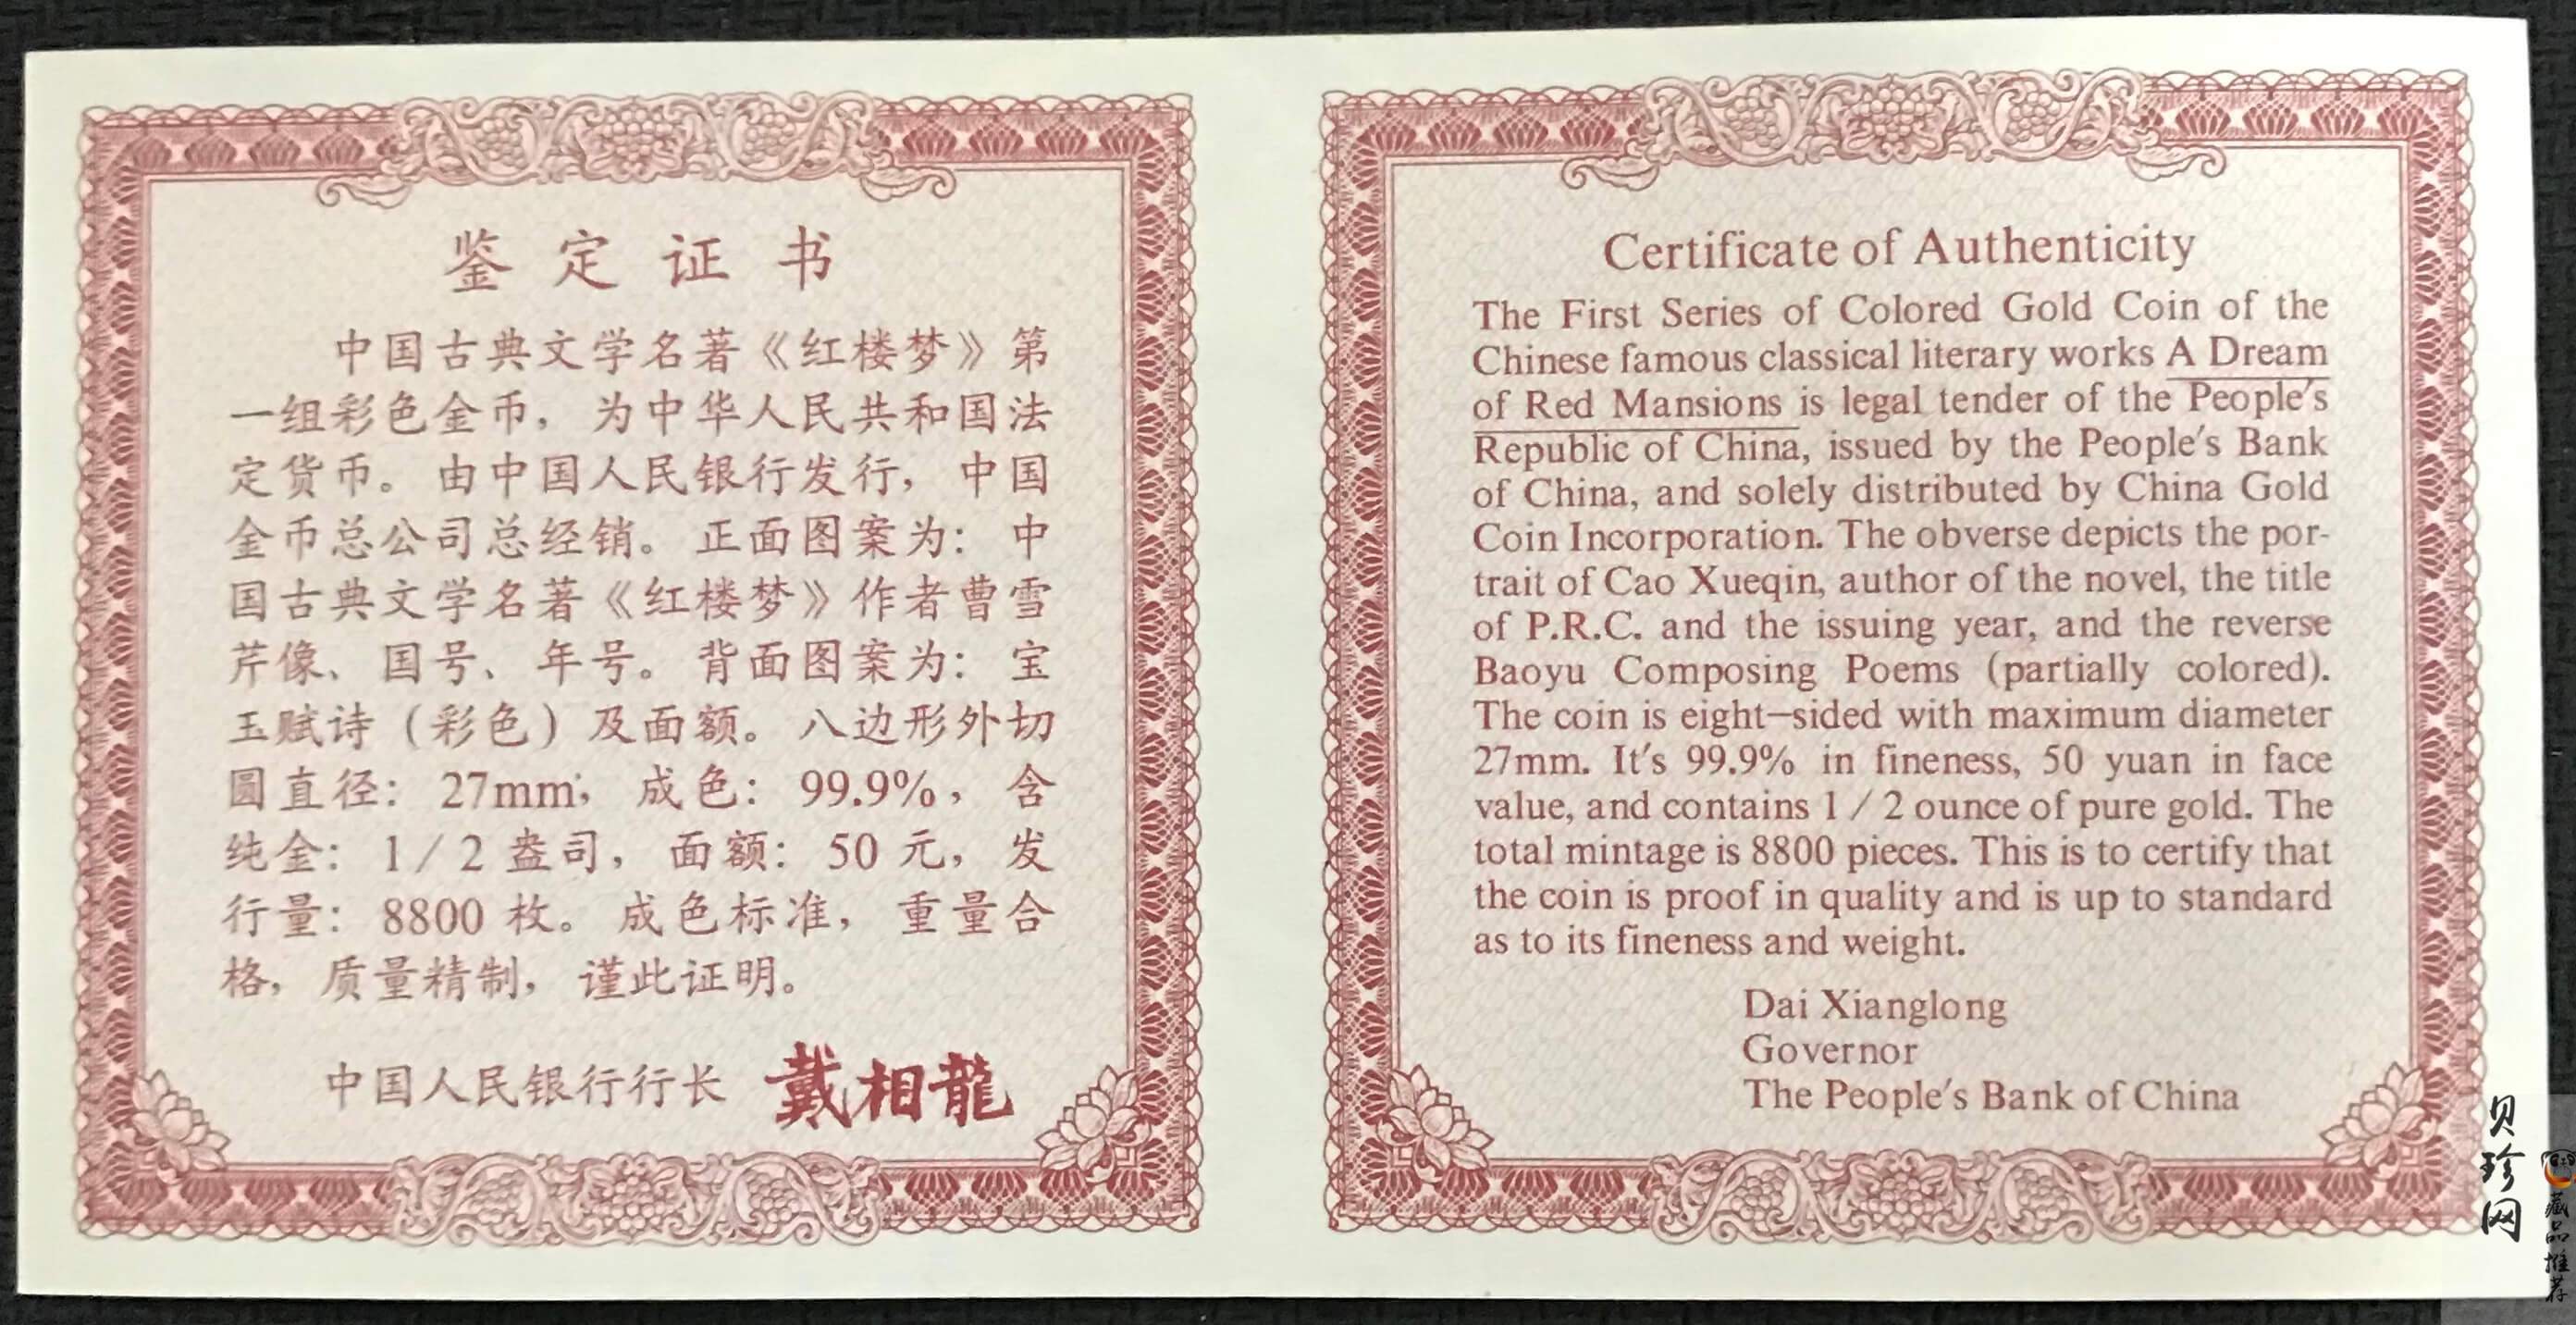 鉴定证书
中国古典文学名著《红楼梦》第
一组彩色金币，为中华人民共和国法
定货币。由中国人民银行发行，中国
金币总公司总经销。正面图案为：中
国古典文学名著《红楼梦》作者曹雪
芹像、国号、年号。背面图案为：宝
玉赋诗（彩色）及面额。八边形外切
圆直径：27mm，成色：99.9%，含
纯金：1/2盎司，面额：50元，发
行量：8800枚。成色标准，重量合
格，质量精制，谨此证明。
中国人民银行行长 戴相龍
Certificate of Authenticity
The First Series of Colored Gold Coin of the
Chinese famous classical literary works A Dream
of Red Mansions is legal tender of the People's
Republic of China, issued by the People's Bank
of China, and solely distributed by China Gold
Coin Incorporation. The obverse depicts the por-
trait of Cao Xueqin, author of the novel, the title
of P.R.C. and the issuing year, and the reverse
Baoyu Composing Poems (partially colored).
The coin is eight-sided with maximum diameter
27mm. It's 99.9% in fineness, 50 yuan in face
value, and contains 1/2 ounce of pure gold. The
total mintage is 8800 pieces. This is to certify that
the coin is proof in quality and is up to standard
as to its fineness and weight.
Dai Xianglong
Governor
The People's Bank of China
贝珍网
藏品推荐